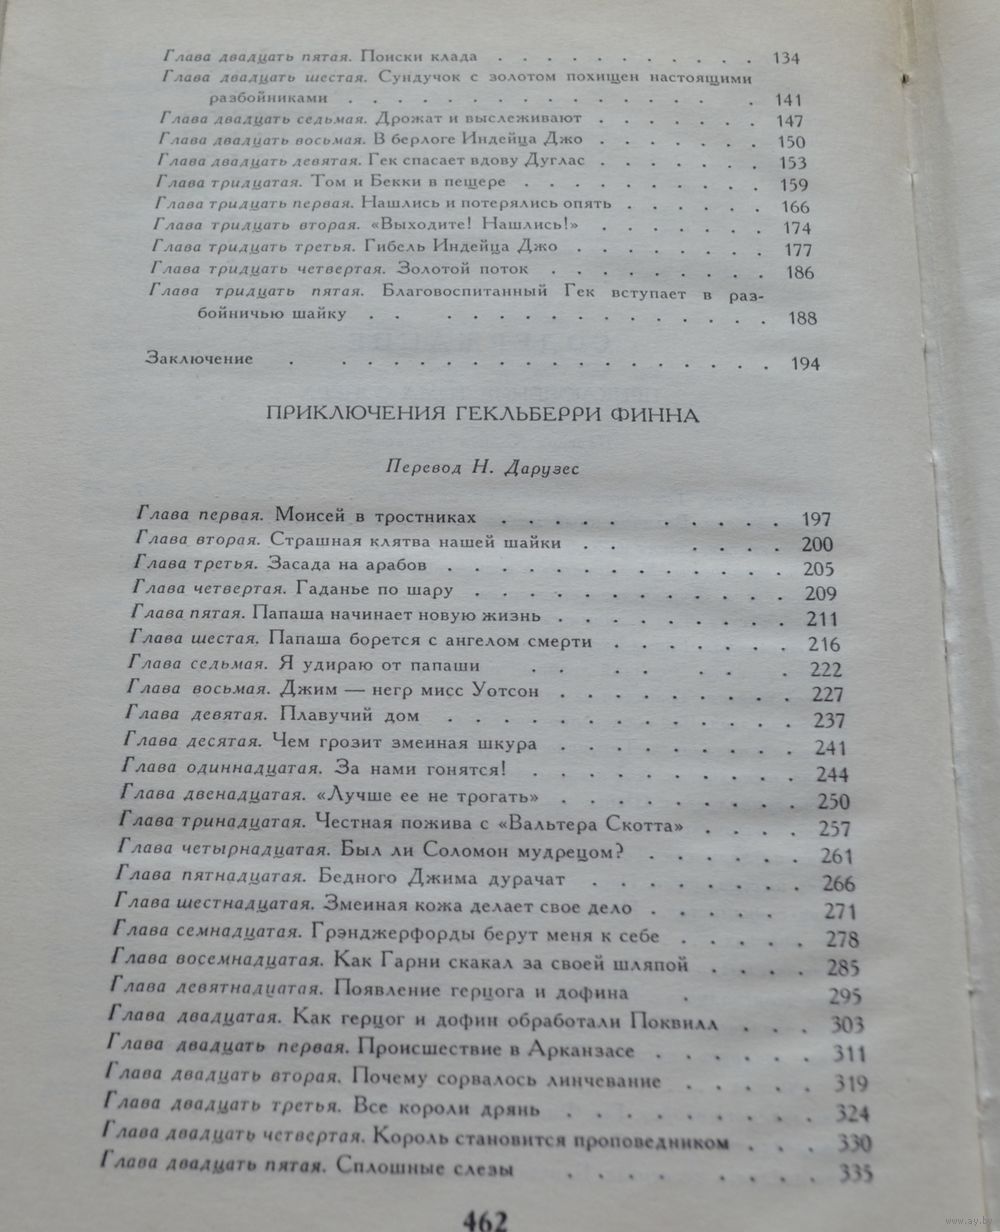 Глава двадцать пятая. Поиски клада . . . . . . . . . . . 134
Глава двадцать шестая. Сундучок с золотом похищен настоящими
разбойниками . . . . . . . . . . . . . . . 141
Глава двадцать седьмая. Дрожат и выслеживают . . . . . . . 147
Глава двадцать восьмая. В берлоге Индейца Джо . . . . . . . 150
Глава двадцать девятая. Гек спасает вдову Дуглас . . . . . . . 153
Глава тридцатая. Том и Бекки в пещере . . . . . . . . . . 159
Глава тридцать первая. Нашлись и потерялись опять . . . . . . 166
Глава тридцать вторая. «Выходите! Нашлись!» . . . . . . . 174
Глава тридцать третья. Гибель Индейца Джо . . . . . . . . 177
Глава тридцать четвертая. Золотой поток . . . . . . . . . 186
Глава тридцать пятая. Благовоспитанный Гек вступает в раз-
бойничью шайку . . . . . . . . . . . . . . . 188
Заключение . . . . . . . . . . . . . . . . . . 194
ПРИКЛЮЧЕНИЯ ГЕКЛЬБЕРРИ ФИННА
Перевод Н. Дарузес
Глава первая. Моисей в тростниках . . . . . . . . . . 197
Глава вторая. Страшная клятва нашей шайки . . . . . . 200
Глава третья. Засада на арабов . . . . . . . . . . . . . 205
Глава четвертая. Гаданье по шару . . . . . . . . . . . . 209
Глава пятая. Папаша начинает новую жизнь . . . . . . . . . 211
Глава шестая. Папаша борется с ангелом смерти . . . . . . . 216
Глава седьмая. Я удираю от папаши . . . . . 222
Глава восьмая. Джим — негр мисс Уотсон . . . . . . . . . 227
Глава девятая. Плавучий дом . . . . . . . . . . . . . 237
Глава десятая. Чем грозит змеиная шкура . . . . . . . . . 241
Глава одиннадцатая. За нами гонятся! . . . . . . . . . . 244
Глава двенадцатая. «Лучше ее не трогать» . . . . . . . . . 250
Глава тринадцатая. Честная пожива с «Вальтера Скотта» . . . . 257
Глава четырнадцатая. Был ли Соломон мудрецом? . . . . . . 261
Глава пятнадцатая. Бедного Джима дурачат . . . . . . . . 266
Глава шестнадцатая. Змеиная кожа делает свое дело . . . . . 271
Глава семнадцатая. Грэнджерфорды берут меня к себе . . . . . 278
Глава восемнадцатая. Как Гарни скакал за своей шляпой . . . . 285
Глава девятнадцатая. Появление герцога и дофина . 295
Глава двадцатая. Как герцог и дофин обработали Поквилл . . . 303
Глава двадцать первая. Происшествие в Арканзасе . . . . . . 311
Глава двадцать вторая. Почему сорвалось линчевание . . . . . 319
Глава двадцать третья. Все короли дрянь . . . . . . . . . 324
Глава двадцать четвертая. Король становится проповедником . . . 330
Глава двадцать пятая. Сплошные слезы . . . . . . . . 335
462
www.ay.by